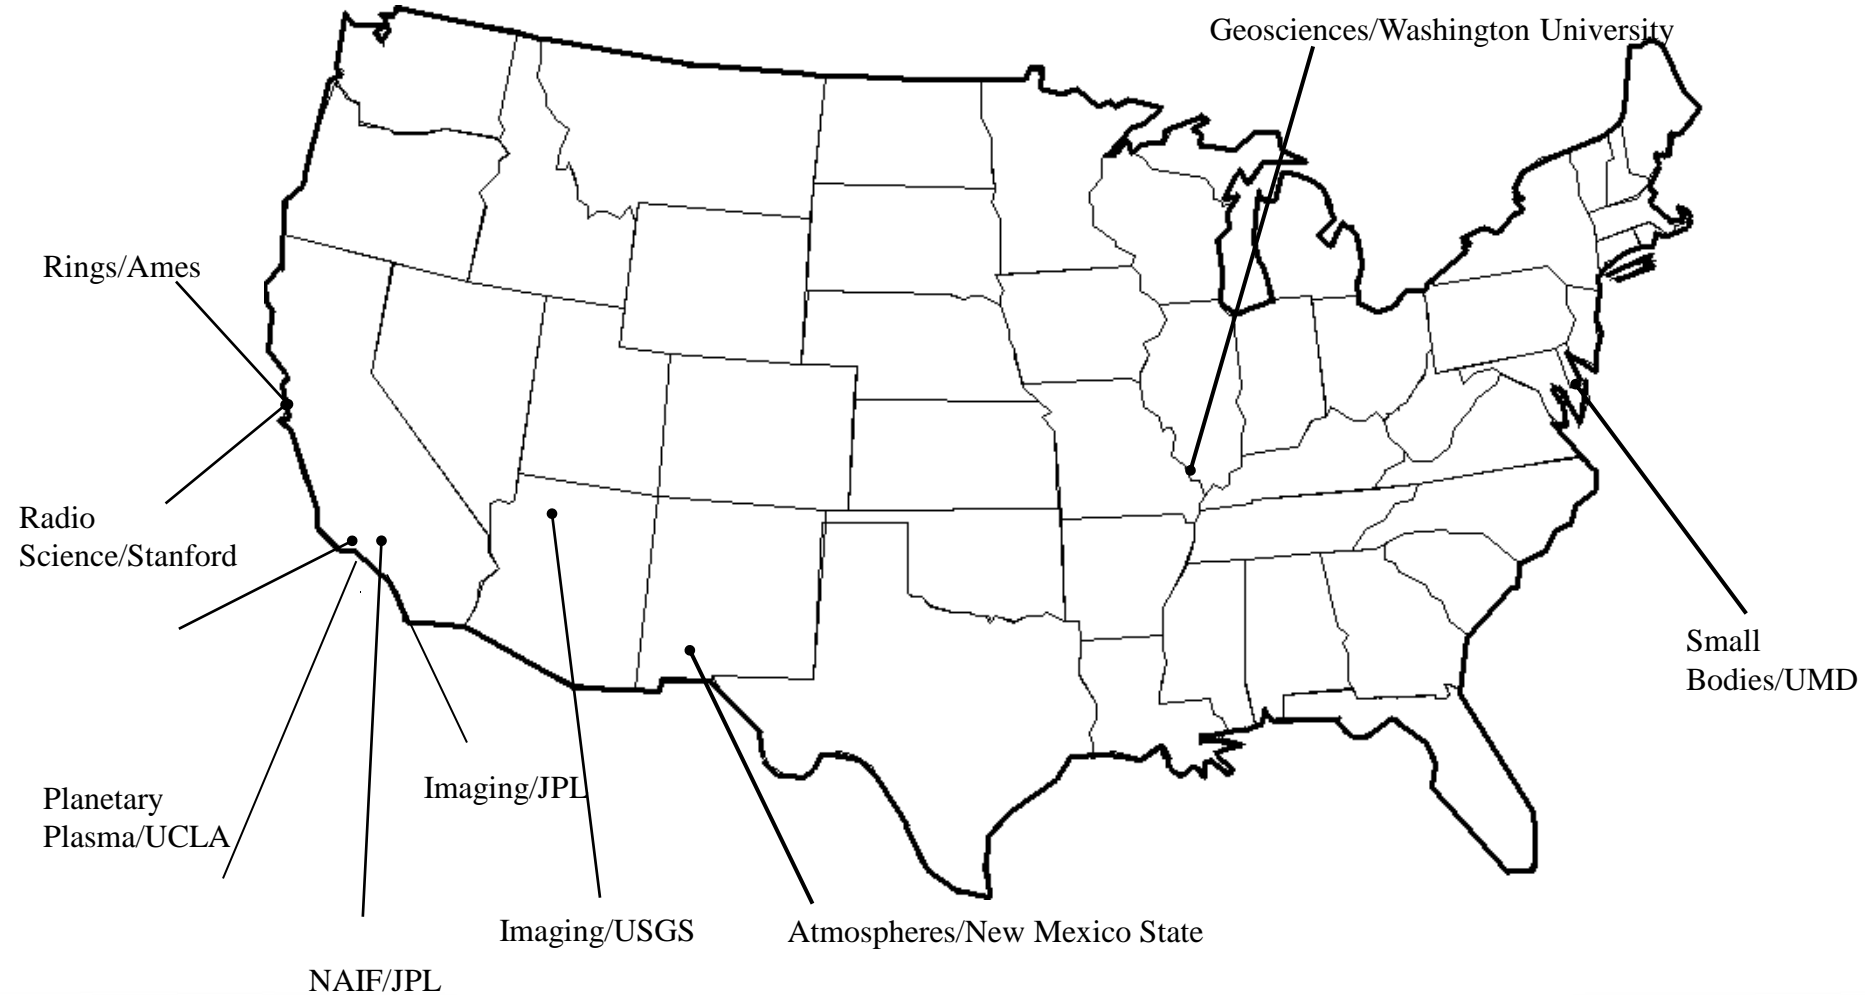 Geosciences/Washington University
Rings/Ames
Radio
Science/Stanford
Small
Bodies/UMD
Planetary
Plasma/UCLA
Imaging/JPL
Imaging/USGS
Atmospheres/New Mexico State
NAIF/JPL